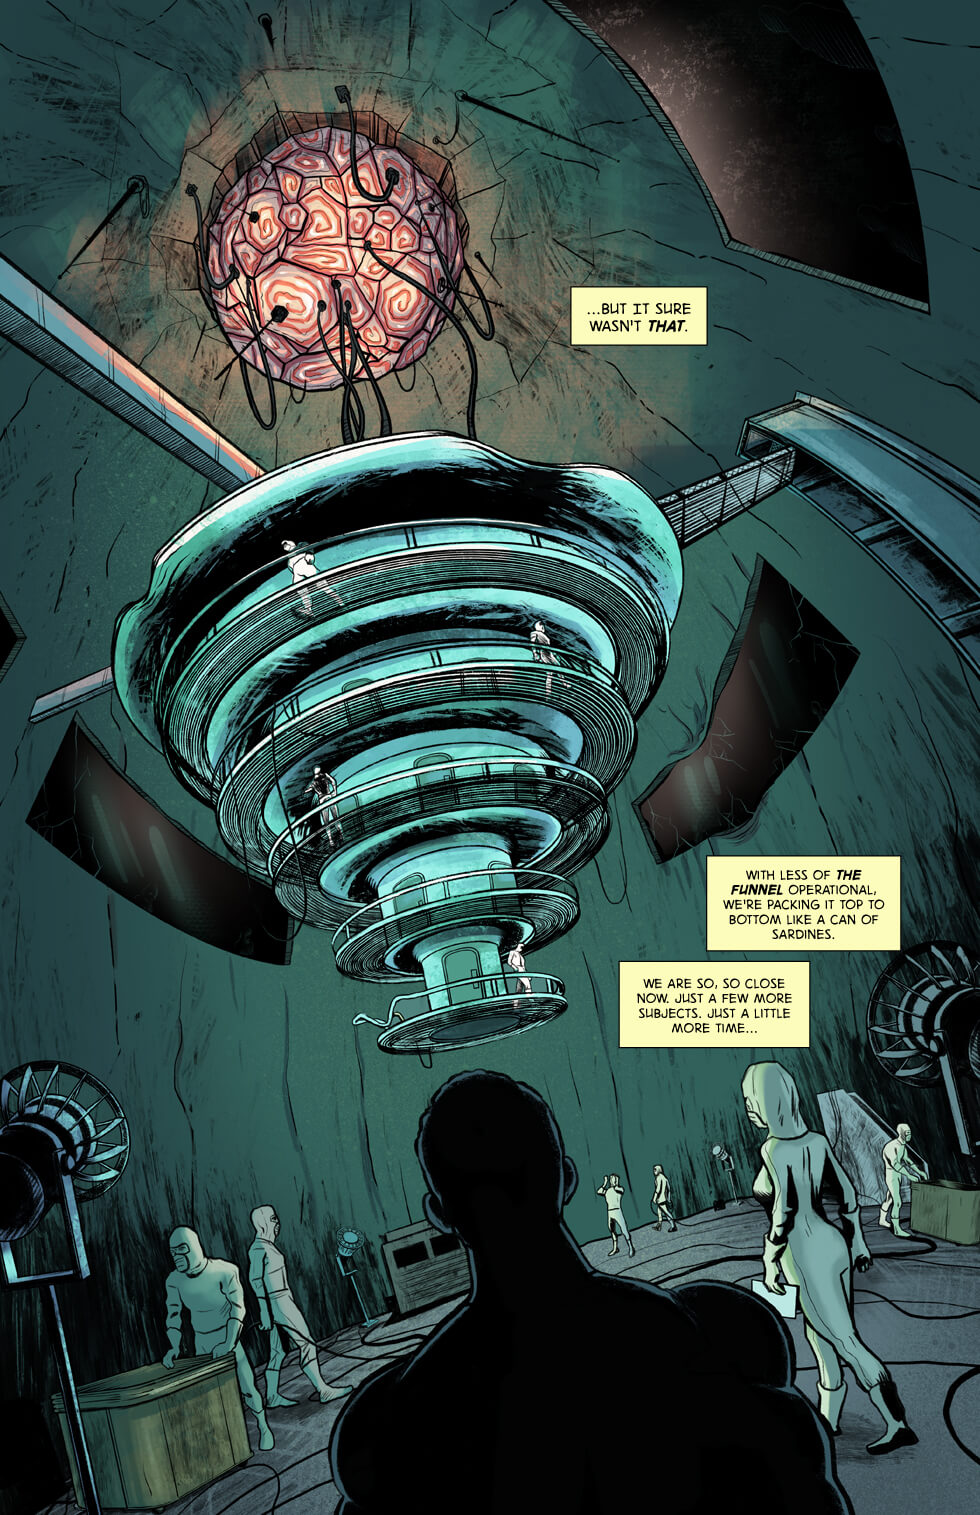 ...BUT IT SURE
WASN'T THAT.
WITH LESS OF THE
FUNNEL OPERATIONAL,
WE'RE PACKING IT TOP TO
BOTTOM LIKE A CAN OF
SARDINES.
WE ARE SO, SO CLOSE
NOW. JUST A FEW MORE
SUBJECTS. JUST A LITTLE
MORE TIME...